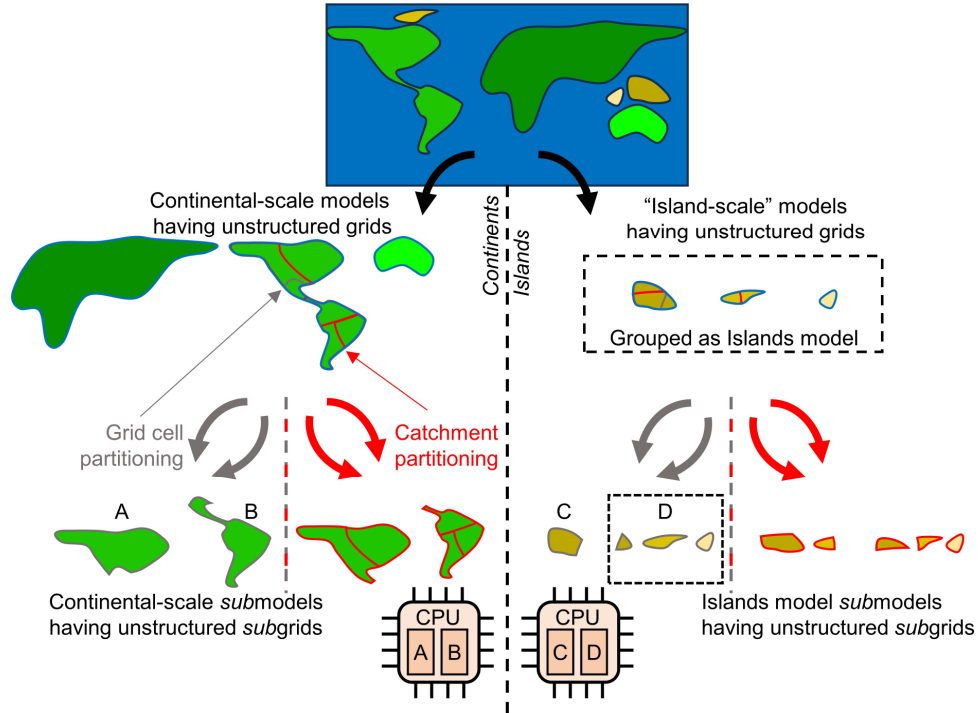 Continental-scale models
having unstructured grids
Continents
Islands
“Island-scale” models
having unstructured grids
Grouped as Islands model
Grid cell
partitioning
Catchment
partitioning
A
B
C
D
Continental-scale submodels
having unstructured subgrids
CPU
A B
CPU
C D
Islands model submodels
having unstructured subgrids